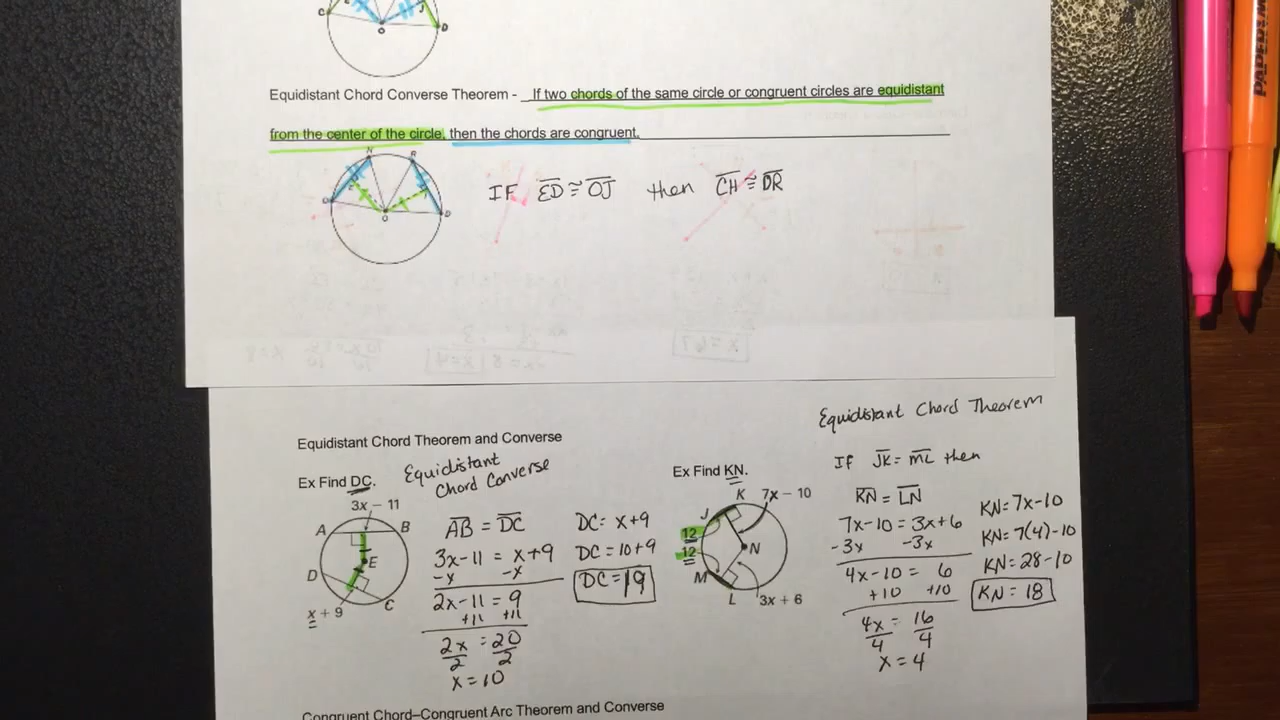 C
O
D
Equidistant Chord Converse Theorem - If two chords of the same circle or congruent circles are equidistant
from the center of the circle, then the chords are congruent.
O
D
IF ED ≅ OJ then CH ≅ DR
Equidistant Chord Theorem and Converse
Ex Find DC.
Equidistant
Chord Converse
3x – 11
A
B
E
D
C
x + 9
AB = DC
3x-11 = x+9
-x -x
2x-11 = 9
+11 +11
2x = 20
2 2
x = 10
DC: x+9
DC = 10+9
DC = 19
Ex Find KN.
K 7x – 10
J
12
12
N
M
L 3x + 6
Equidistant Chord Theorem
If JK = ML then
KN = LN
7x-10 = 3x+6
-3x -3x
4x-10 = 6
+10 +10
4x = 16
4 4
x = 4
KN = 7x-10
KN = 7(4)-10
KN = 28-10
KN = 18
Congruent Chord–Congruent Arc Theorem and Converse
PAPERM